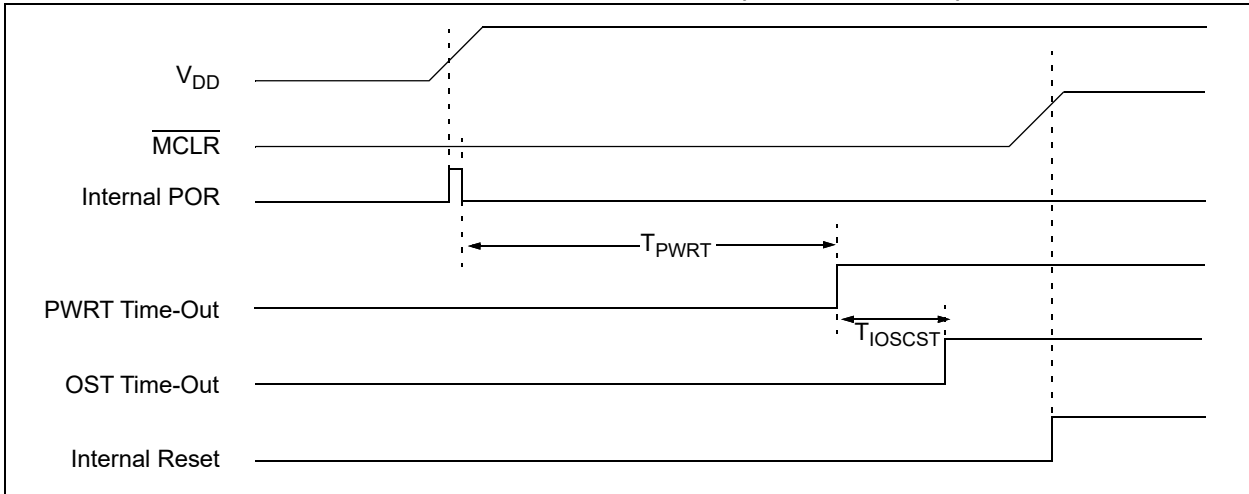 VDD
MCLR
Internal POR
TPWRT
PWRT Time-Out
TIOSCST
OST Time-Out
Internal Reset